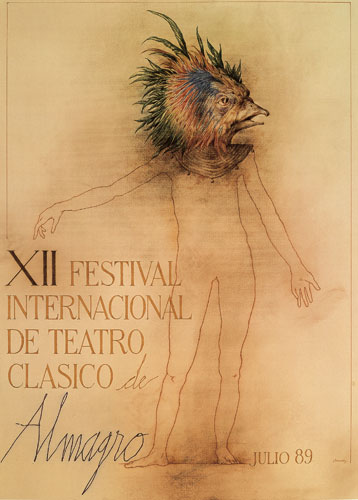 XII FESTIVAL
INTERNACIONAL
DE TEATRO
CLASICO de
Almagro
JULIO 89